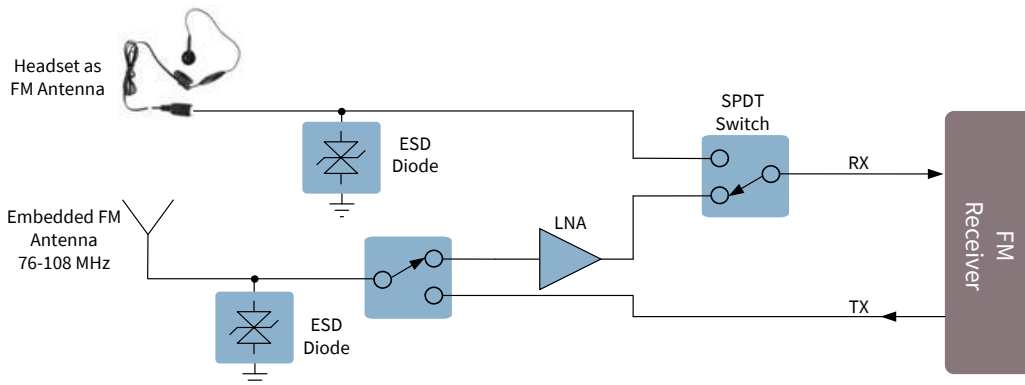 Headset as
FM Antenna
ESD
Diode
SPDT
Switch
RX
Embedded FM
Antenna
76-108 MHz
LNA
ESD
Diode
TX
FM
Receiver